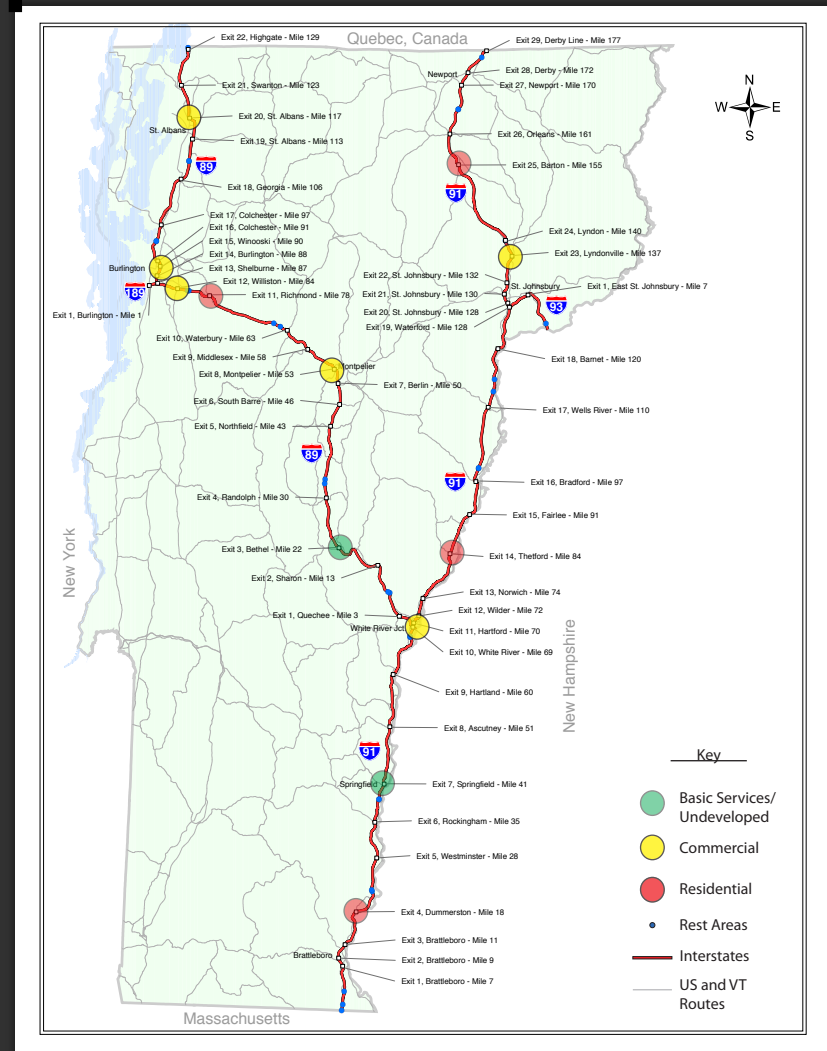 Exit 22, Highgate - Mile 129
Quebec, Canada
Exit 29, Derby Line - Mile 177
Newport
Exit 28, Derby - Mile 172
Exit 27, Newport - Mile 170
Exit 21, Swanton - Mile 123
Exit 20, St. Albans - Mile 117
St. Albans
Exit 19, St. Albans - Mile 113
Exit 26, Orleans - Mile 161
Exit 25, Barton - Mile 155
89
91
Exit 18, Georgia - Mile 106
Exit 17, Colchester - Mile 97
Exit 16, Colchester - Mile 91
Exit 15, Winooski - Mile 90
Exit 14, Burlington - Mile 88
Burlington
Exit 13, Shelburne - Mile 87
Exit 12, Williston - Mile 84
189
Exit 11, Richmond - Mile 78
Exit 1, Burlington - Mile 1
Exit 24, Lyndon - Mile 140
Exit 23, Lyndonville - Mile 137
Exit 22, St. Johnsbury - Mile 132
St. Johnsbury
Exit 1, East St. Johnsbury - Mile 7
Exit 21, St. Johnsbury - Mile 130
93
Exit 20, St. Johnsbury - Mile 128
Exit 19, Waterford - Mile 128
Exit 10, Waterbury - Mile 63
Exit 9, Middlesex - Mile 58
Exit 8, Montpelier - Mile 53
Montpelier
Exit 18, Barnet - Mile 120
Exit 7, Berlin - Mile 50
Exit 6, South Barre - Mile 46
Exit 17, Wells River - Mile 110
Exit 5, Northfield - Mile 43
89
91
Exit 16, Bradford - Mile 97
Exit 4, Randolph - Mile 30
Exit 15, Fairlee - Mile 91
Exit 3, Bethel - Mile 22
Exit 14, Thetford - Mile 84
Exit 2, Sharon - Mile 13
Exit 13, Norwich - Mile 74
New York
Exit 12, Wilder - Mile 72
Exit 1, Quechee - Mile 3
White River Jct.
Exit 11, Hartford - Mile 70
Exit 10, White River - Mile 69
New Hampshire
Exit 9, Hartland - Mile 60
Exit 8, Ascutney - Mile 51
91
Springfield
Exit 7, Springfield - Mile 41
Exit 6, Rockingham - Mile 35
Exit 5, Westminster - Mile 28
Exit 4, Dummerston - Mile 18
Exit 3, Brattleboro - Mile 11
Brattleboro
Exit 2, Brattleboro - Mile 9
Exit 1, Brattleboro - Mile 7
Massachusetts
N
W E
S
Key
Basic Services/
Undeveloped
Commercial
Residential
Rest Areas
Interstates
US and VT
Routes